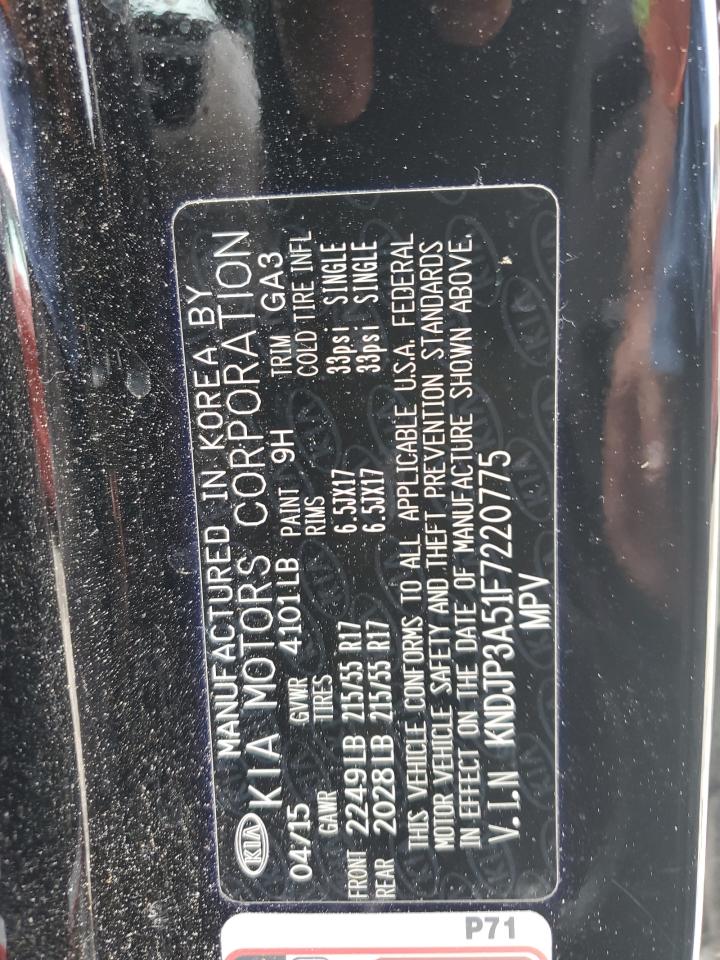 MANUFACTURED IN KOREA BY
KIA KIA MOTORS CORPORATION
04/15 GVWR 4101LB PAINT 9H TRIM GA3
GAWR TIRES RIMS COLD TIRE INFL.
FRONT 2249LB 215/55 R17 6.5JX17 33psi SINGLE
REAR 2028LB 215/55 R17 6.5JX17 33psi SINGLE
THIS VEHICLE CONFORMS TO ALL APPLICABLE U.S.A. FEDERAL
MOTOR VEHICLE SAFETY AND THEFT PREVENTION STANDARDS
IN EFFECT ON THE DATE OF MANUFACTURE SHOWN ABOVE.
V.I.N KNDJP3A51F7220775
MPV
P71